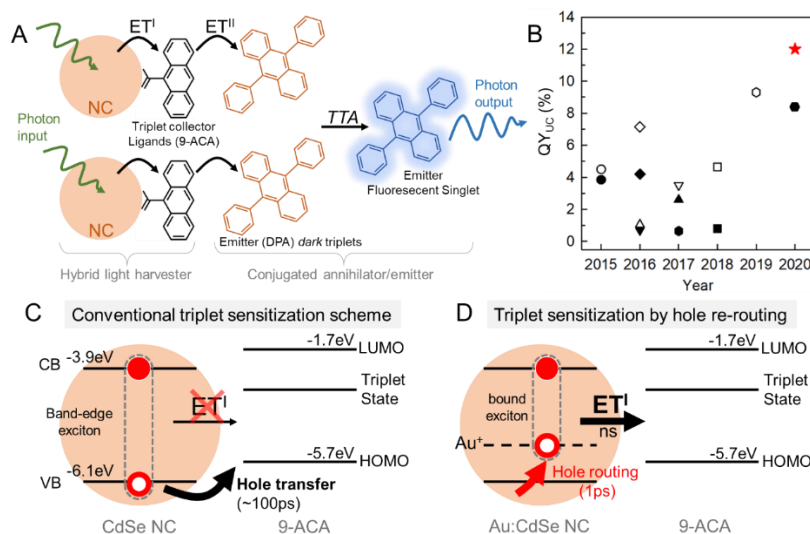 A
ETᴵ
ETᴵᴵ
NC
Photon
input
Triplet collector
Ligands (9-ACA)
NC
TTA
Photon
output
Emitter
Fluoresecent Singlet
Emitter (DPA) dark triplets
Hybrid light harvester
Conjugated annihilator/emitter
B
QY_UC (%)
14
12
10
8
6
4
2
0
2015 2016 2017 2018 2019 2020
Year
C
Conventional triplet sensitization scheme
CB
-3.9eV
-1.7eV
LUMO
Triplet
State
Band-edge
exciton
ETᴵ
-5.7eV
HOMO
VB
-6.1eV
Hole transfer
(~100ps)
CdSe NC
9-ACA
D
Triplet sensitization by hole re-routing
-1.7eV
LUMO
Triplet
State
bound
exciton
ETᴵ
ns
Au⁺
-5.7eV
HOMO
Hole routing
(1ps)
Au:CdSe NC
9-ACA